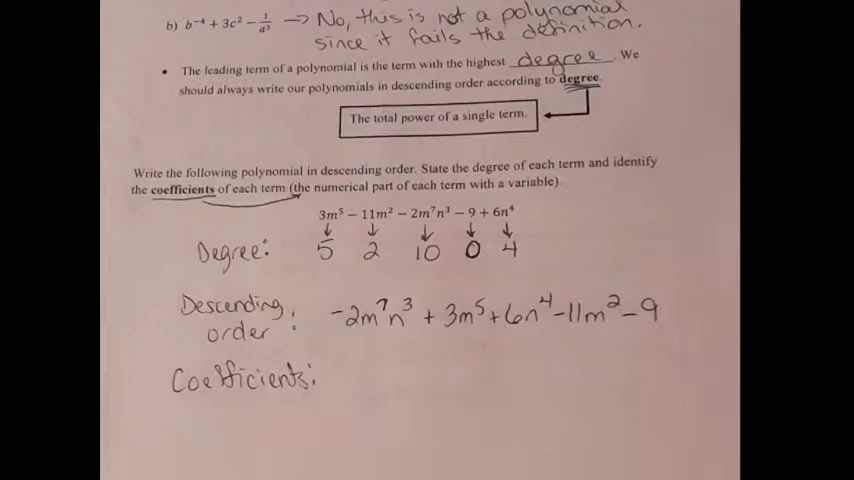 b) b⁻⁴ + 3c² − 1/d³ → No, this is not a polynomial
since it fails the definition.
• The leading term of a polynomial is the term with the highest degree. We
should always write our polynomials in descending order according to degree.
The total power of a single term.
Write the following polynomial in descending order. State the degree of each term and identify
the coefficients of each term (the numerical part of each term with a variable).
3m⁵ − 11m² − 2m⁷n³ − 9 + 6n⁴
↓ ↓ ↓ ↓ ↓
Degree: 5 2 10 0 4
Descending
order: -2m⁷n³ + 3m⁵ + 6n⁴ - 11m² - 9
Coefficients: